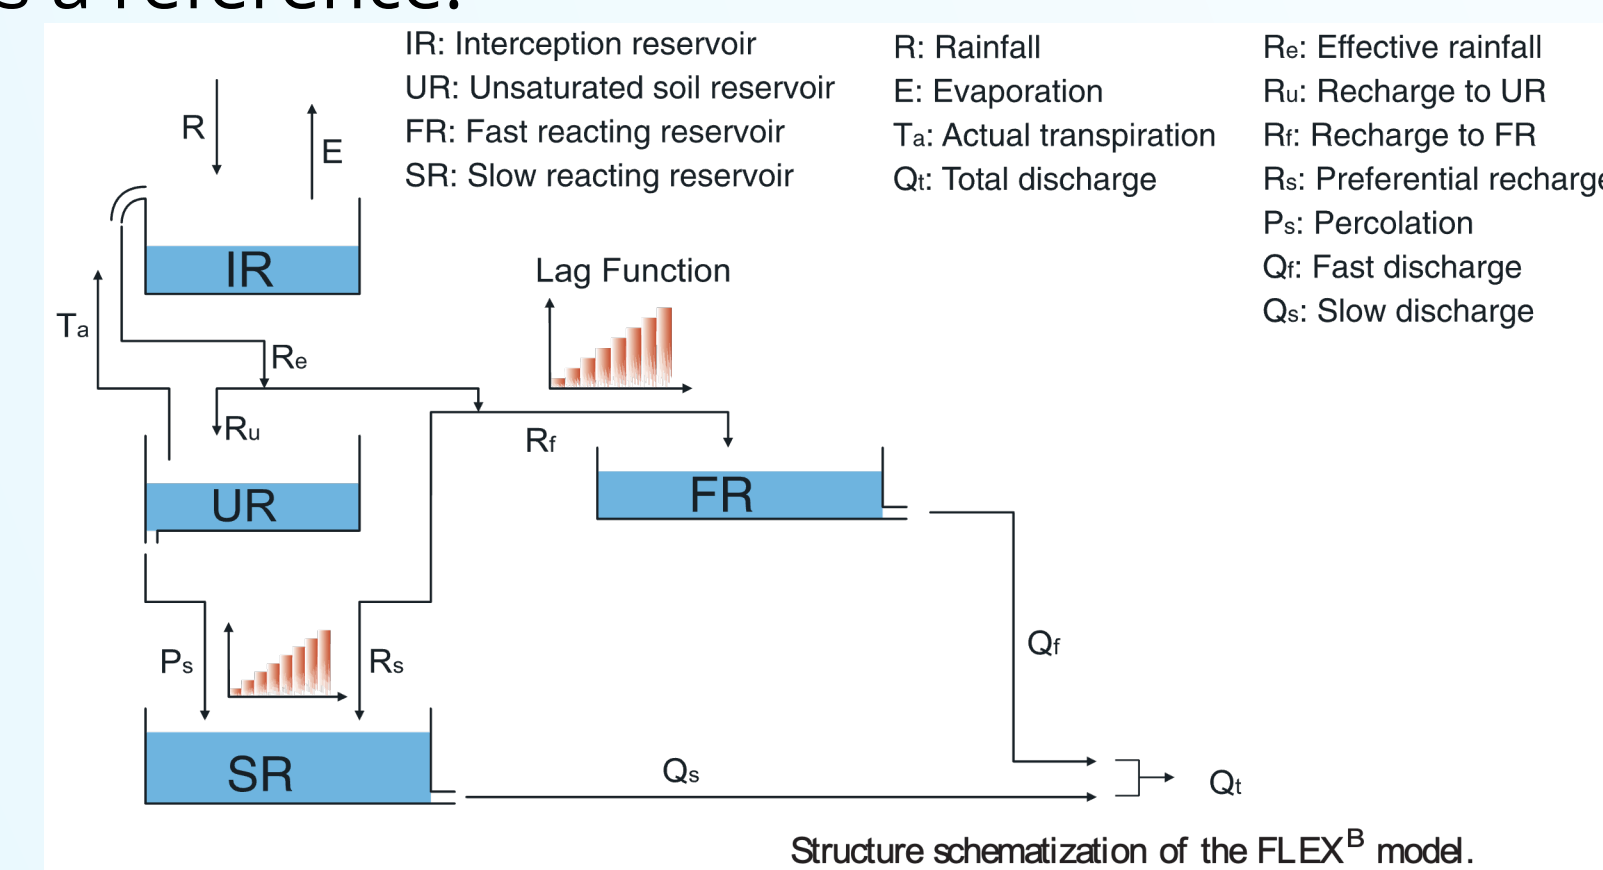 s a reference.
IR: Interception reservoir
UR: Unsaturated soil reservoir
FR: Fast reacting reservoir
SR: Slow reacting reservoir
R: Rainfall
E: Evaporation
Ta: Actual transpiration
Qt: Total discharge
Re: Effective rainfall
Ru: Recharge to UR
Rf: Recharge to FR
Rs: Preferential recharge
Ps: Percolation
Qf: Fast discharge
Qs: Slow discharge
R
E
IR
Lag Function
Ta
Re
Ru
Rf
UR
FR
Ps
Rs
Qf
SR
Qs
Qt
Structure schematization of the FLEXB model.